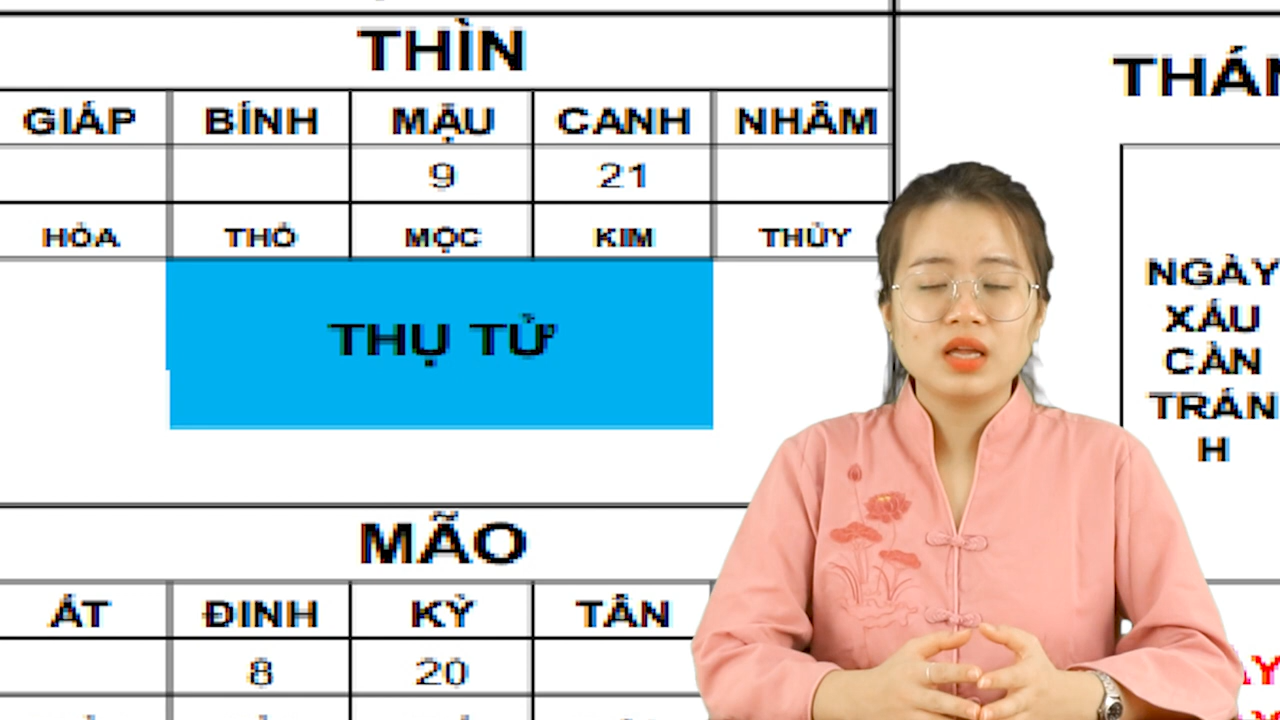 THÌN
GIÁP BÍNH MẬU CANH NHÂM
9 21
HỎA THỔ MỘC KIM THỦY
THỤ TỬ
MÃO
ẤT ĐINH KỶ TÂN
8 20
NGÀY
XẤU
CẦN
TRÁN
H